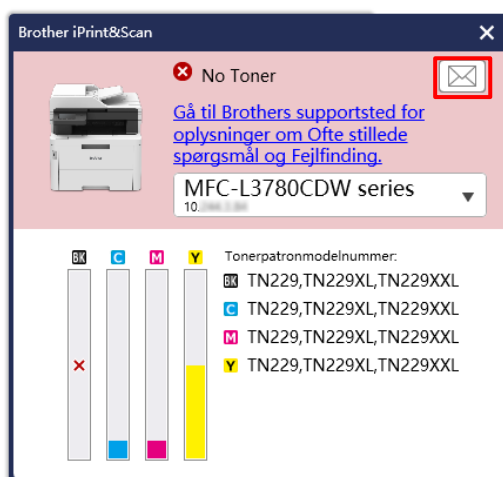 Brother iPrint&Scan
No Toner
Gå til Brothers supportsted for
oplysninger om Ofte stillede
spørgsmål og Fejlfinding.
MFC-L3780CDW series
10.
BK C M Y
Tonerpatronmodelnummer:
BK TN229,TN229XL,TN229XXL
C TN229,TN229XL,TN229XXL
M TN229,TN229XL,TN229XXL
Y TN229,TN229XL,TN229XXL